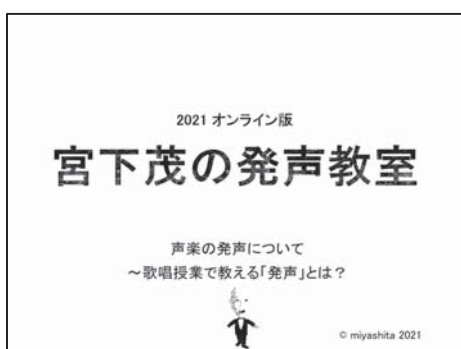 2021 オンライン版
宮下茂の発声教室
声楽の発声について
～歌唱授業で教える「発声」とは？
© miyashita 2021